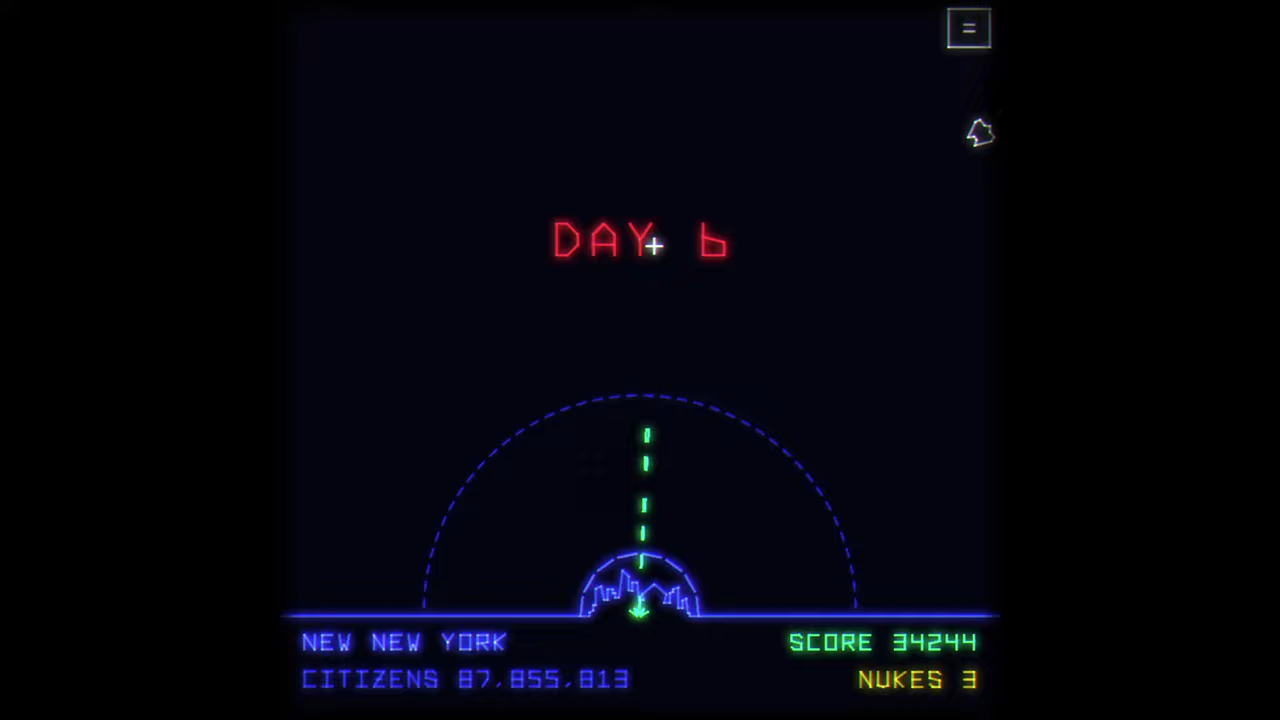 =
DAY 6
NEW NEW YORK
SCORE 34244
CITIZENS 87,855,813
NUKES 3